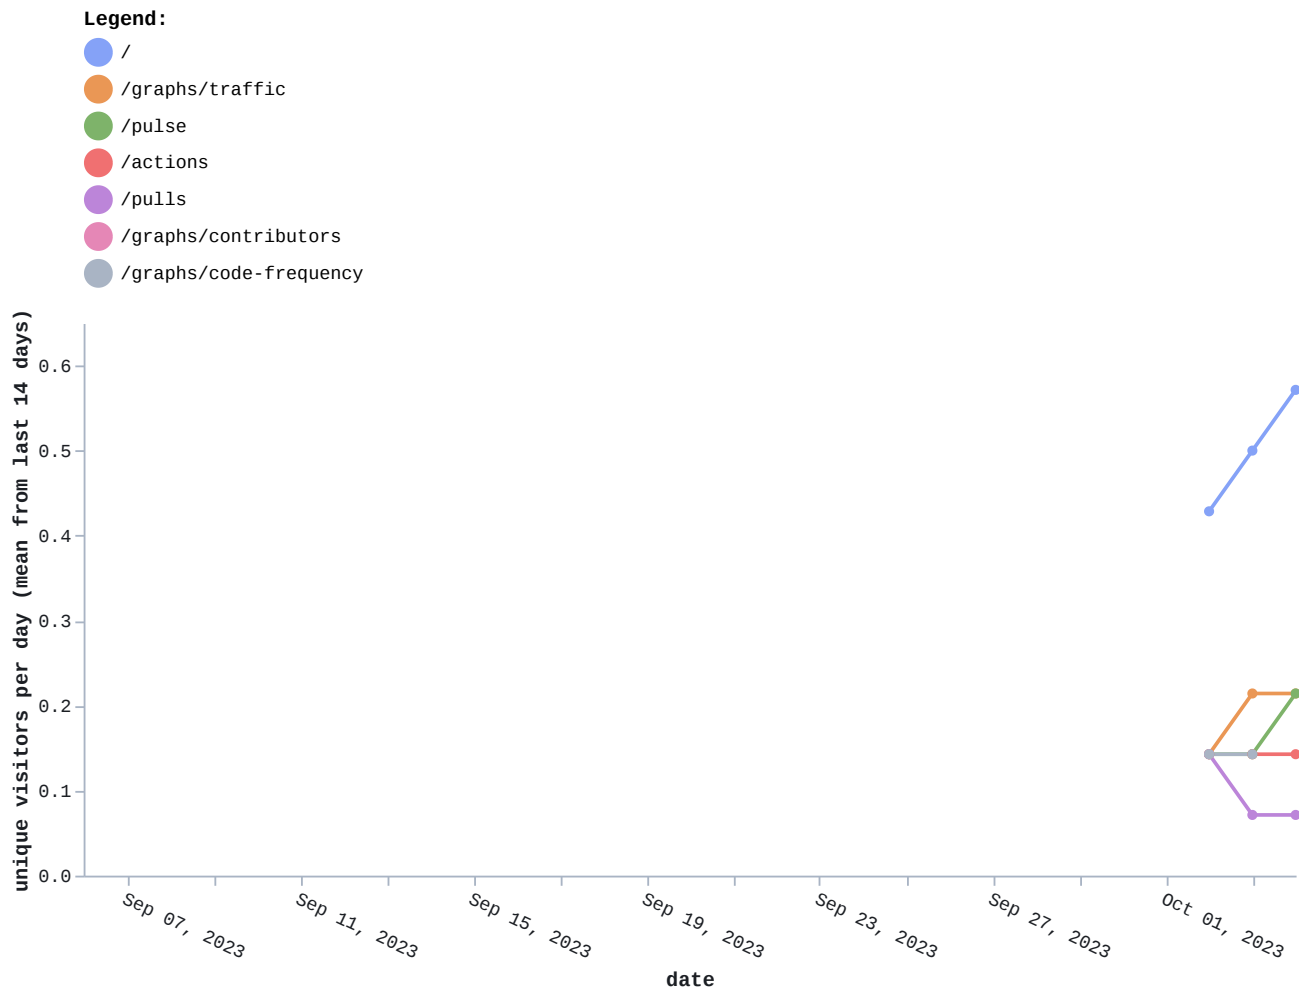 Legend:
/
/graphs/traffic
/pulse
/actions
/pulls
/graphs/contributors
/graphs/code-frequency
unique visitors per day (mean from last 14 days)
0.6
0.5
0.4
0.3
0.2
0.1
0.0
Sep 07, 2023
Sep 11, 2023
Sep 15, 2023
Sep 19, 2023
Sep 23, 2023
Sep 27, 2023
Oct 01, 2023
date